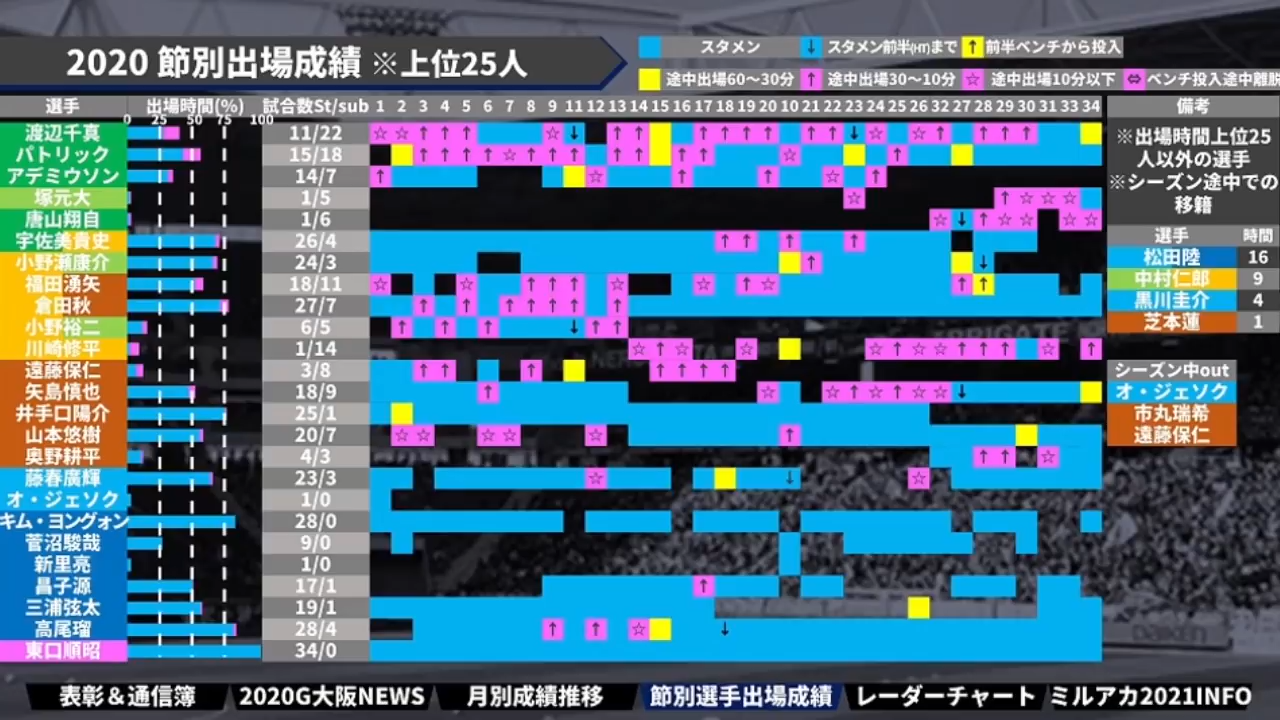 2020 節別出場成績 ※上位25人
スタメン ↓ スタメン前半(HT)まで ↑ 前半ベンチから投入
途中出場60〜30分 ↑ 途中出場30〜10分 ☆ 途中出場10分以下 ⇔ ベンチ投入途中離脱
選手 出場時間(%) 試合数St/sub 1 2 3 4 5 6 7 8 9 11 12 13 14 15 16 17 18 19 20 10 21 22 23 24 25 26 32 27 28 29 30 31 33 34 備考
0 25 50 75 100
渡辺千真 11/22 ☆ ☆ ↑ ↑ ↑ ☆ ↓ ↑ ↑ ↑ ↑ ↑ ↑ ↑ ↑ ↓ ☆ ☆ ↑ ↑ ↑ ↑
パトリック 15/18 ↑ ↑ ↑ ↑ ☆ ↑ ↑ ↑ ↑ ↑ ↑ ↑ ☆ ↑
アデミウソン 14/7 ↑ ☆ ↑ ↑ ☆ ↑
塚元大 1/5 ☆ ↑ ☆ ☆ ☆
唐山翔自 1/6 ☆ ↓ ↑ ☆ ☆ ☆ ☆
宇佐美貴史 26/4 ↑ ↑ ↑ ↑
小野瀬康介 24/3 ↑ ↓
福田湧矢 18/11 ☆ ☆ ↑ ↑ ↑ ☆ ☆ ↑ ☆ ↑ ↑
倉田秋 27/7 ↑ ↑ ↑ ↑ ↑ ↑ ↑
小野裕二 6/5 ↑ ↑ ↑ ↓ ↑ ↑
川崎修平 1/14 ☆ ↑ ☆ ☆ ☆ ↑ ☆ ☆ ↑ ↑ ↑ ☆ ↑
遠藤保仁 3/8 ↑ ↑ ↑ ↑ ↑ ↑ ↑
矢島慎也 18/9 ↑ ☆ ↑ ☆ ↑ ☆ ↑ ☆ ↓
井手口陽介 25/1
山本悠樹 20/7 ☆ ☆ ☆ ☆ ☆ ↑
奥野耕平 4/3 ↑ ↑ ☆
藤春廣輝 23/3 ☆ ↓ ☆
オ・ジェソク 1/0
キム・ヨングォン 28/0
菅沼駿哉 9/0
新里亮 1/0
昌子源 17/1 ↑
三浦弦太 19/1
高尾瑠 28/4 ↑ ↑ ☆ ↓
東口順昭 34/0
※出場時間上位25
人以外の選手
※シーズン途中での
移籍
選手 時間
松田陸 16
中村仁郎 9
黒川圭介 4
芝本蓮 1
シーズン中out
オ・ジェソク
市丸瑞希
遠藤保仁
表彰＆通信簿 2020G大阪NEWS 月別成績推移 節別選手出場成績 レーダーチャート ミルアカ2021INFO